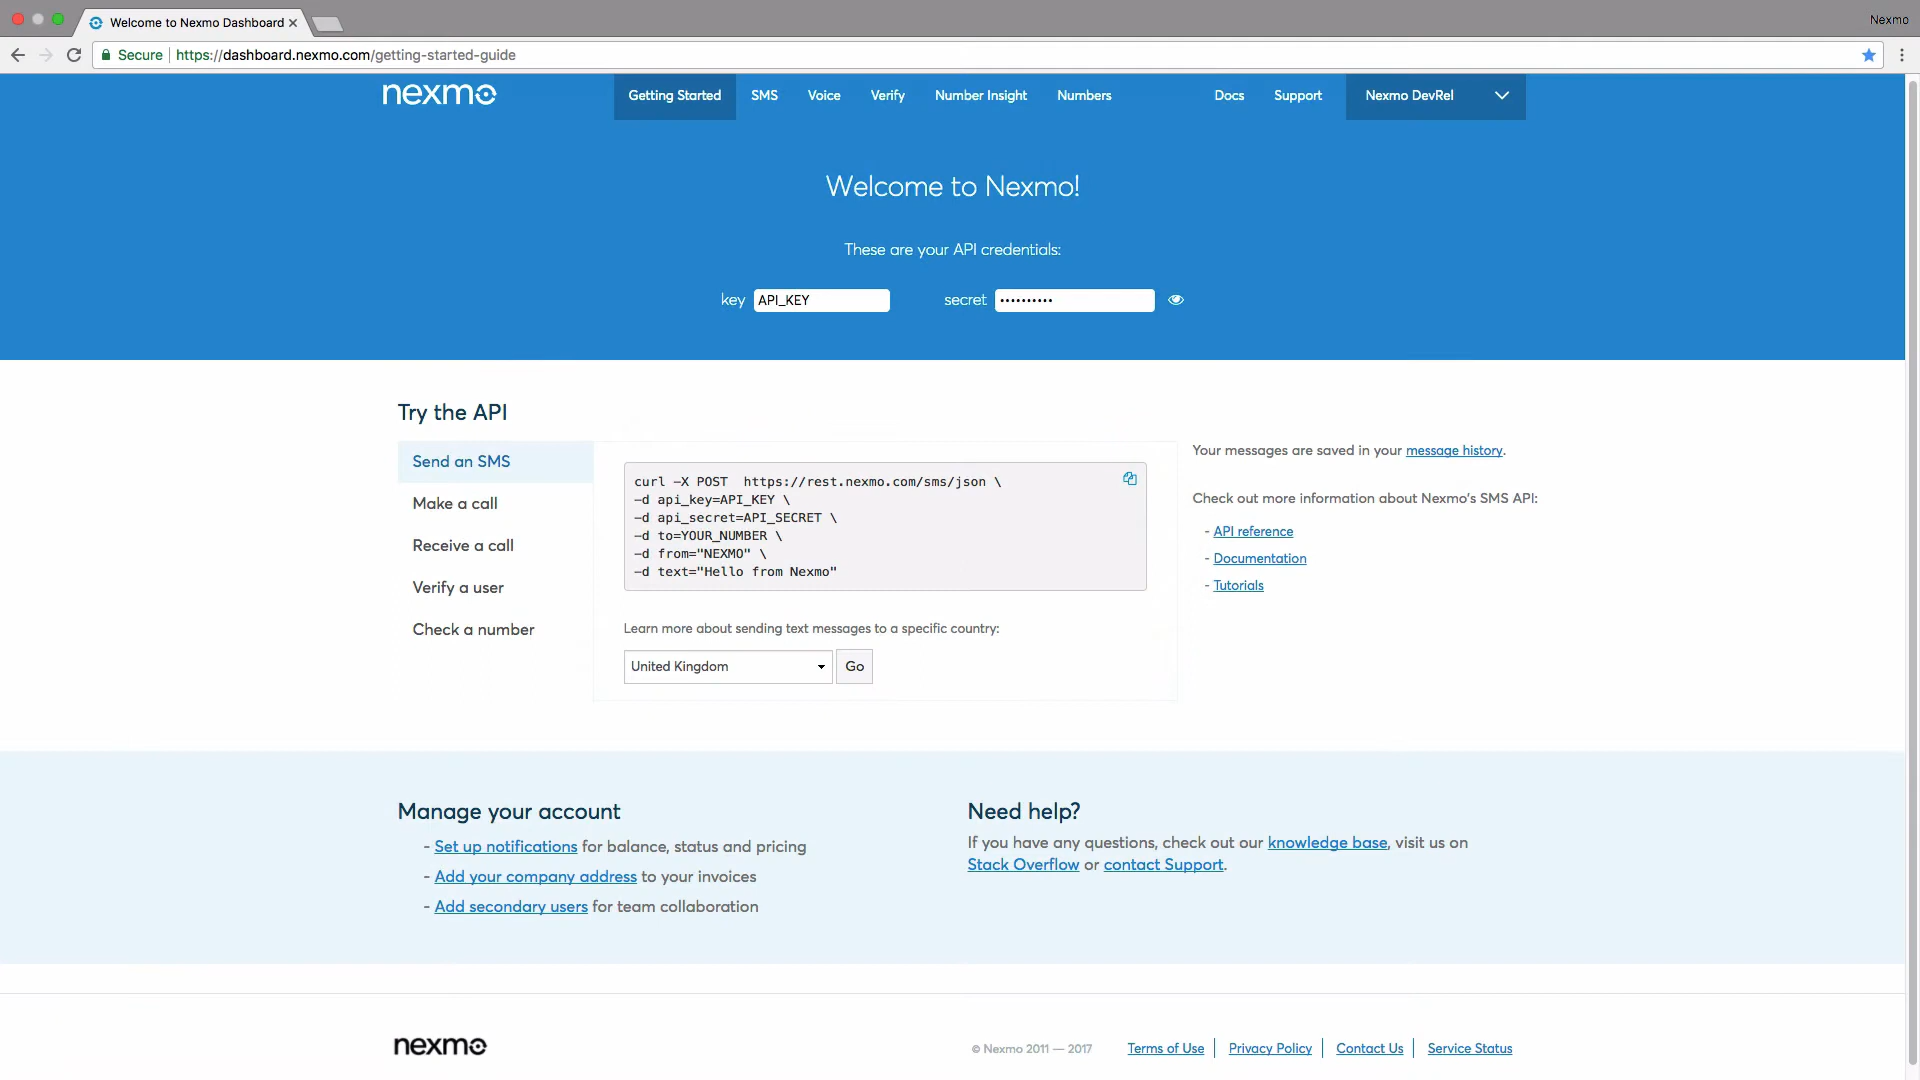 Welcome to Nexmo Dashboard
Nexmo
Secure
https://dashboard.nexmo.com/getting-started-guide
nexmo
Getting Started
SMS
Voice
Verify
Number Insight
Numbers
Docs
Support
Nexmo DevRel
Welcome to Nexmo!
These are your API credentials:
key
API_KEY
secret
••••••••••
Try the API
Send an SMS
Make a call
Receive a call
Verify a user
Check a number
curl -X POST  https://rest.nexmo.com/sms/json \
-d api_key=API_KEY \
-d api_secret=API_SECRET \
-d to=YOUR_NUMBER \
-d from="NEXMO" \
-d text="Hello from Nexmo"
Learn more about sending text messages to a specific country:
United Kingdom
Go
Your messages are saved in your message history.
Check out more information about Nexmo's SMS API:
- API reference
- Documentation
- Tutorials
Manage your account
- Set up notifications for balance, status and pricing
- Add your company address to your invoices
- Add secondary users for team collaboration
Need help?
If you have any questions, check out our knowledge base, visit us on
Stack Overflow or contact Support.
nexmo
© Nexmo 2011 — 2017
Terms of Use
Privacy Policy
Contact Us
Service Status